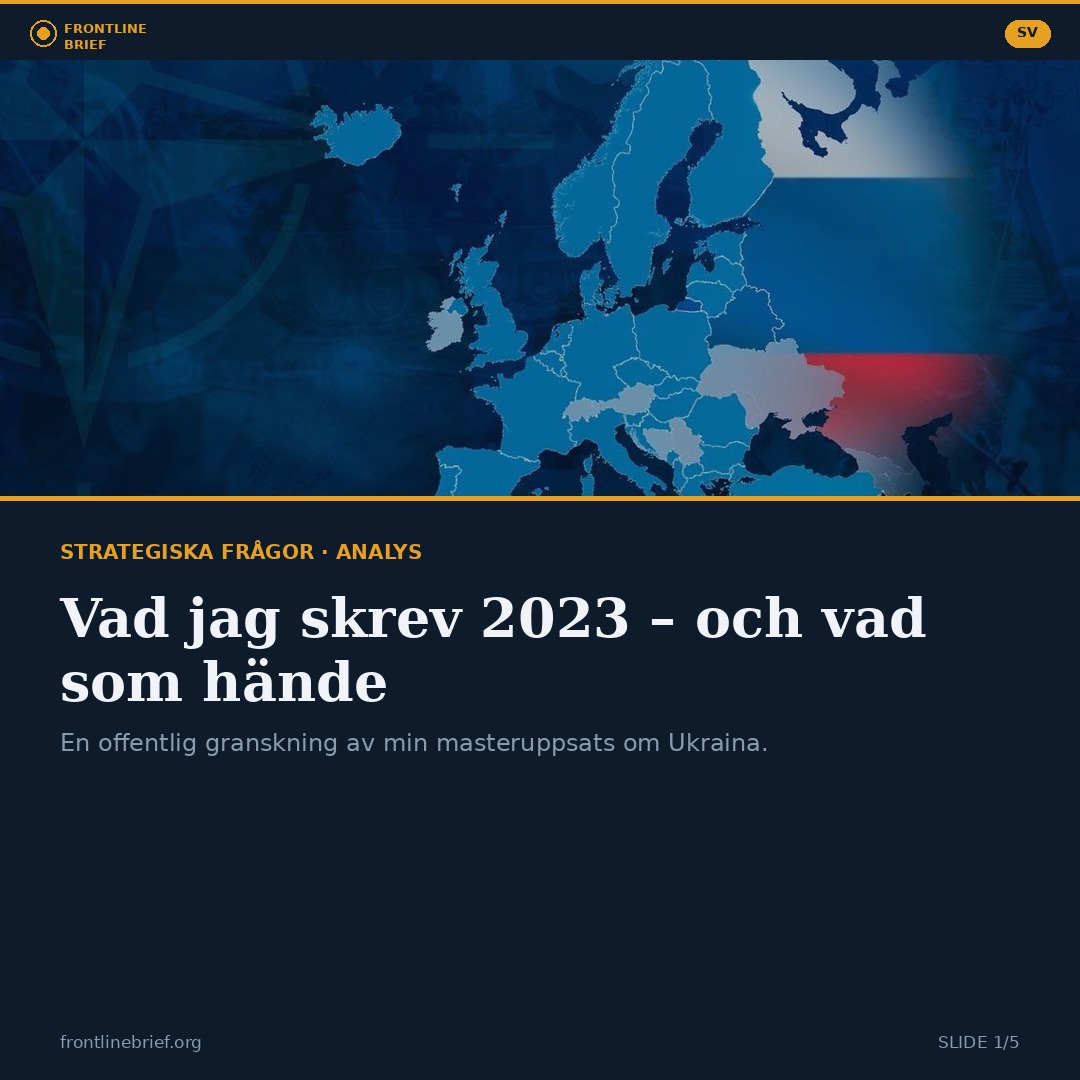 FRONTLINE
BRIEF
SV
STRATEGISKA FRÅGOR · ANALYS
Vad jag skrev 2023 – och vad
som hände
En offentlig granskning av min masteruppsats om Ukraina.
frontlinebrief.org
SLIDE 1/5